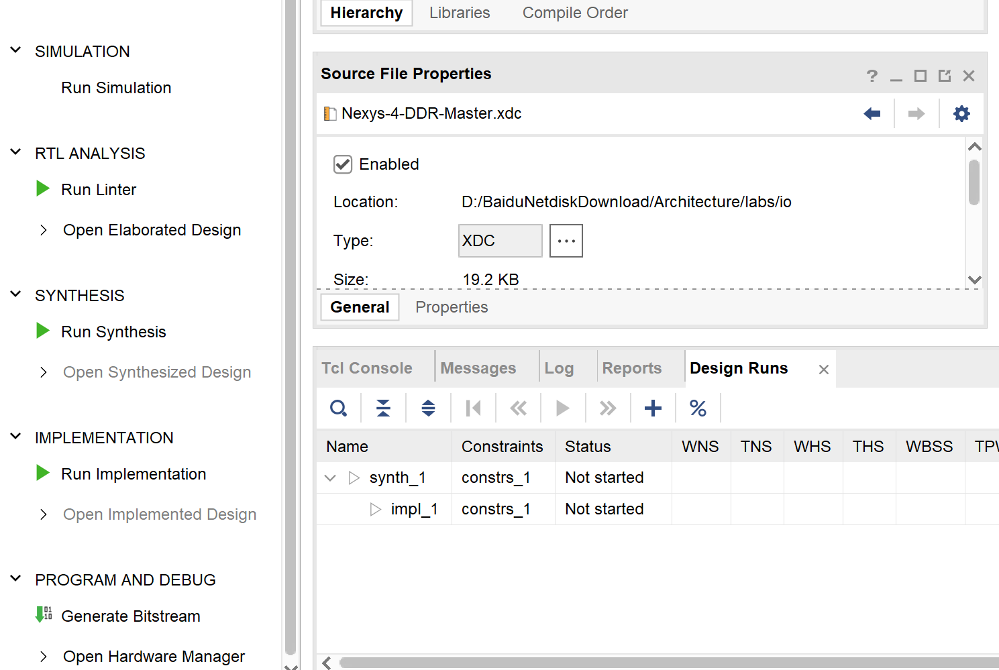 SIMULATION
Run Simulation
RTL ANALYSIS
Run Linter
Open Elaborated Design
SYNTHESIS
Run Synthesis
Open Synthesized Design
IMPLEMENTATION
Run Implementation
Open Implemented Design
PROGRAM AND DEBUG
Generate Bitstream
Open Hardware Manager
Hierarchy Libraries Compile Order
Source File Properties
Nexys-4-DDR-Master.xdc
Enabled
Location: D:/BaiduNetdiskDownload/Architecture/labs/io
Type: XDC ...
Size: 19.2 KB
General Properties
Tcl Console Messages Log Reports Design Runs
Name Constraints Status WNS TNS WHS THS WBSS
synth_1 constrs_1 Not started
impl_1 constrs_1 Not started